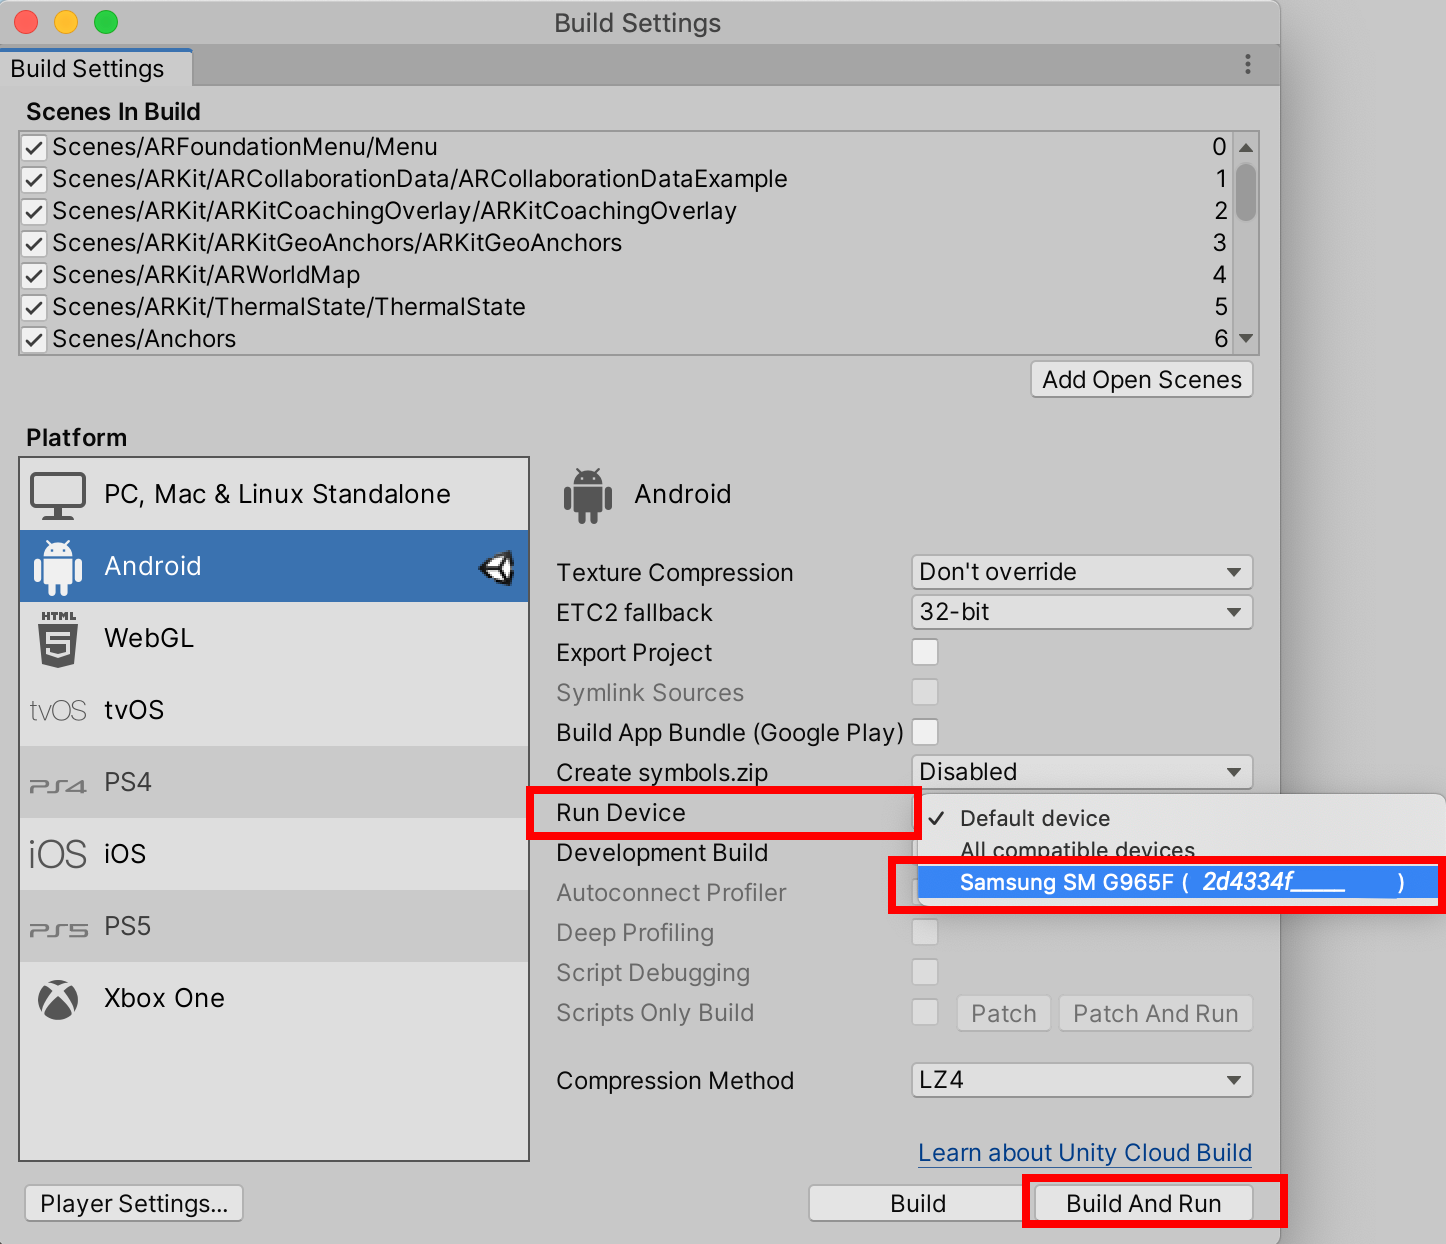 Build Settings
Build Settings
Scenes In Build
Scenes/ARFoundationMenu/Menu 0
Scenes/ARKit/ARCollaborationData/ARCollaborationDataExample 1
Scenes/ARKit/ARKitCoachingOverlay/ARKitCoachingOverlay 2
Scenes/ARKit/ARKitGeoAnchors/ARKitGeoAnchors 3
Scenes/ARKit/ARWorldMap 4
Scenes/ARKit/ThermalState/ThermalState 5
Scenes/Anchors 6
Add Open Scenes
Platform
PC, Mac & Linux Standalone
Android
HTML 5 WebGL
tvOS tvOS
PS4 PS4
iOS iOS
PS5 PS5
Xbox One
Android
Texture Compression Don't override
ETC2 fallback 32-bit
Export Project
Symlink Sources
Build App Bundle (Google Play)
Create symbols.zip Disabled
Run Device Default device
All compatible devices
Development Build
Samsung SM G965F ( 2d4334f_____ )
Autoconnect Profiler
Deep Profiling
Script Debugging
Scripts Only Build Patch Patch And Run
Compression Method LZ4
Learn about Unity Cloud Build
Player Settings... Build Build And Run